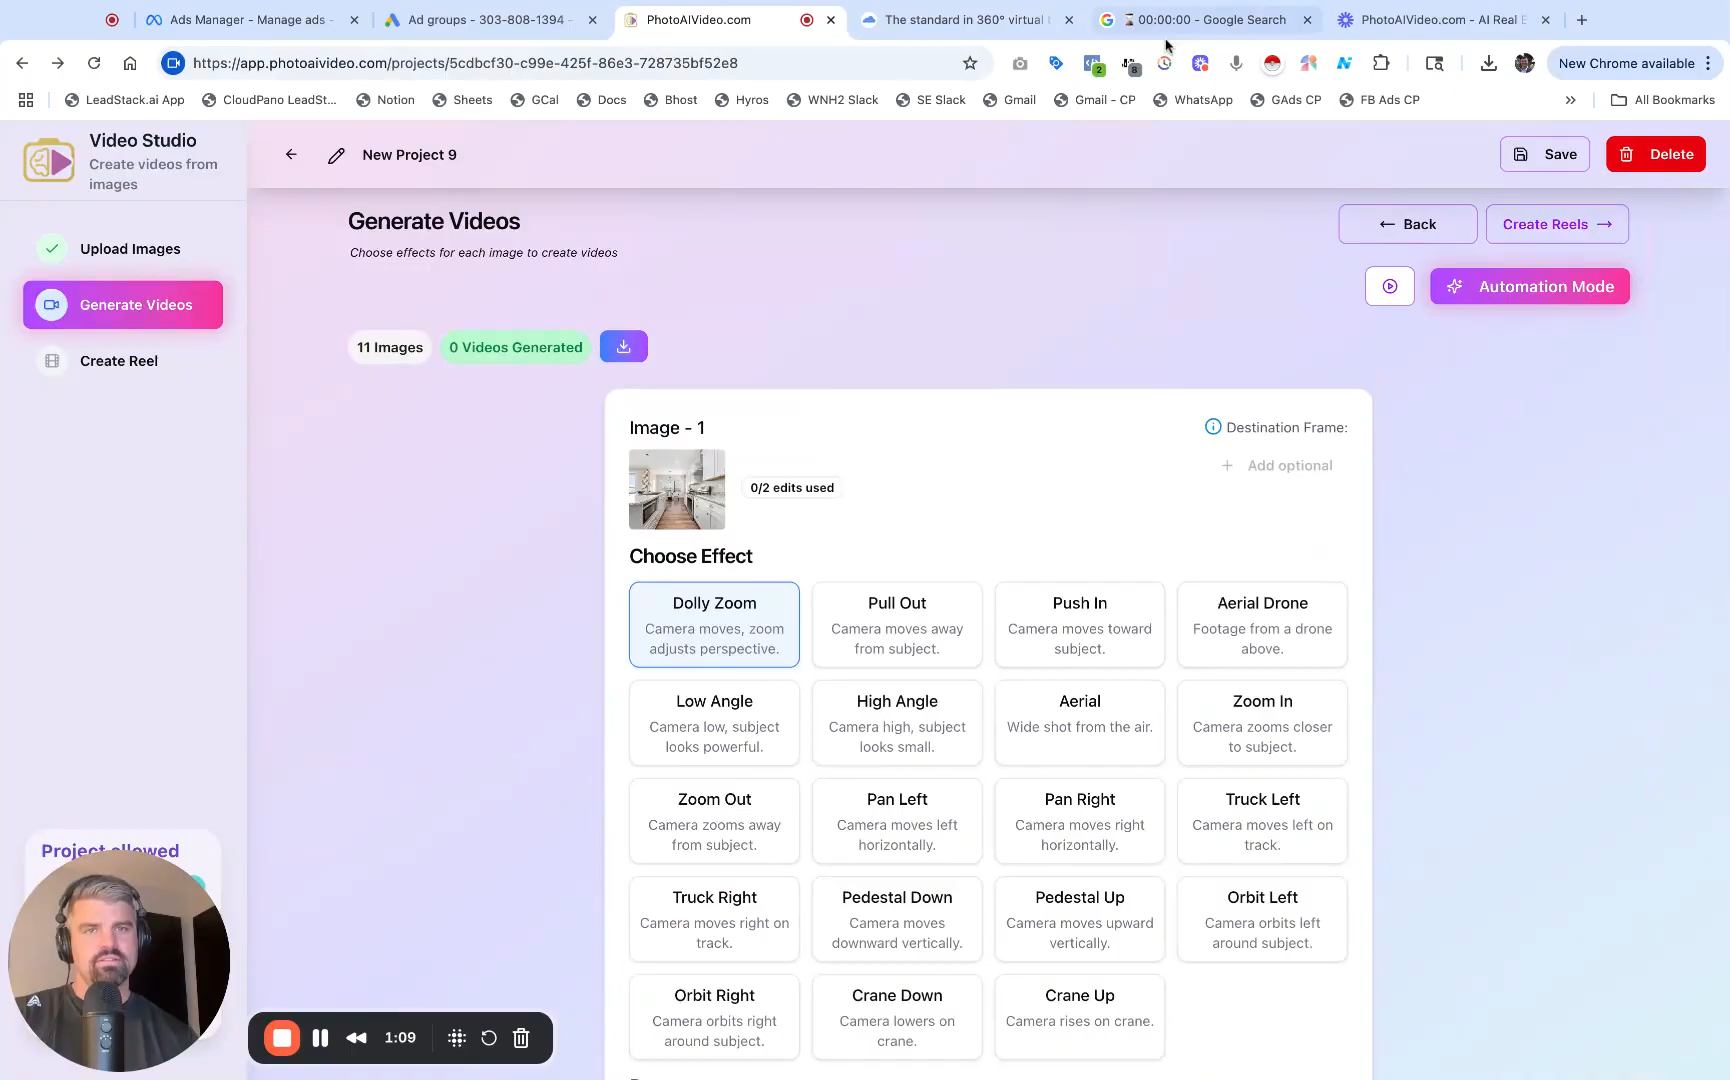 Ads Manager - Manage ads -
Ad groups - 303-808-1394 -
PhotoAIVideo.com
The standard in 360° virtual
00:00:00 - Google Search
PhotoAIVideo.com - AI Real E
https://app.photoaivideo.com/projects/5cdbcf30-c99e-425f-86e3-728735bf52e8
2
8
New Chrome available
LeadStack.ai App
CloudPano LeadSt...
Notion
Sheets
GCal
Docs
Bhost
Hyros
WNH2 Slack
SE Slack
Gmail
Gmail - CP
WhatsApp
GAds CP
FB Ads CP
All Bookmarks
Video Studio
Create videos from
images
Upload Images
Generate Videos
Create Reel
New Project 9
Save
Delete
Generate Videos
Choose effects for each image to create videos
Back
Create Reels
Automation Mode
11 Images
0 Videos Generated
Image - 1
Destination Frame:
Add optional
0/2 edits used
Choose Effect
Dolly Zoom
Camera moves, zoom
adjusts perspective.
Pull Out
Camera moves away
from subject.
Push In
Camera moves toward
subject.
Aerial Drone
Footage from a drone
above.
Low Angle
Camera low, subject
looks powerful.
High Angle
Camera high, subject
looks small.
Aerial
Wide shot from the air.
Zoom In
Camera zooms closer
to subject.
Zoom Out
Camera zooms away
from subject.
Pan Left
Camera moves left
horizontally.
Pan Right
Camera moves right
horizontally.
Truck Left
Camera moves left on
track.
Truck Right
Camera moves right on
track.
Pedestal Down
Camera moves
downward vertically.
Pedestal Up
Camera moves upward
vertically.
Orbit Left
Camera orbits left
around subject.
Orbit Right
Camera orbits right
around subject.
Crane Down
Camera lowers on
crane.
Crane Up
Camera rises on crane.
Project allowed
1:09